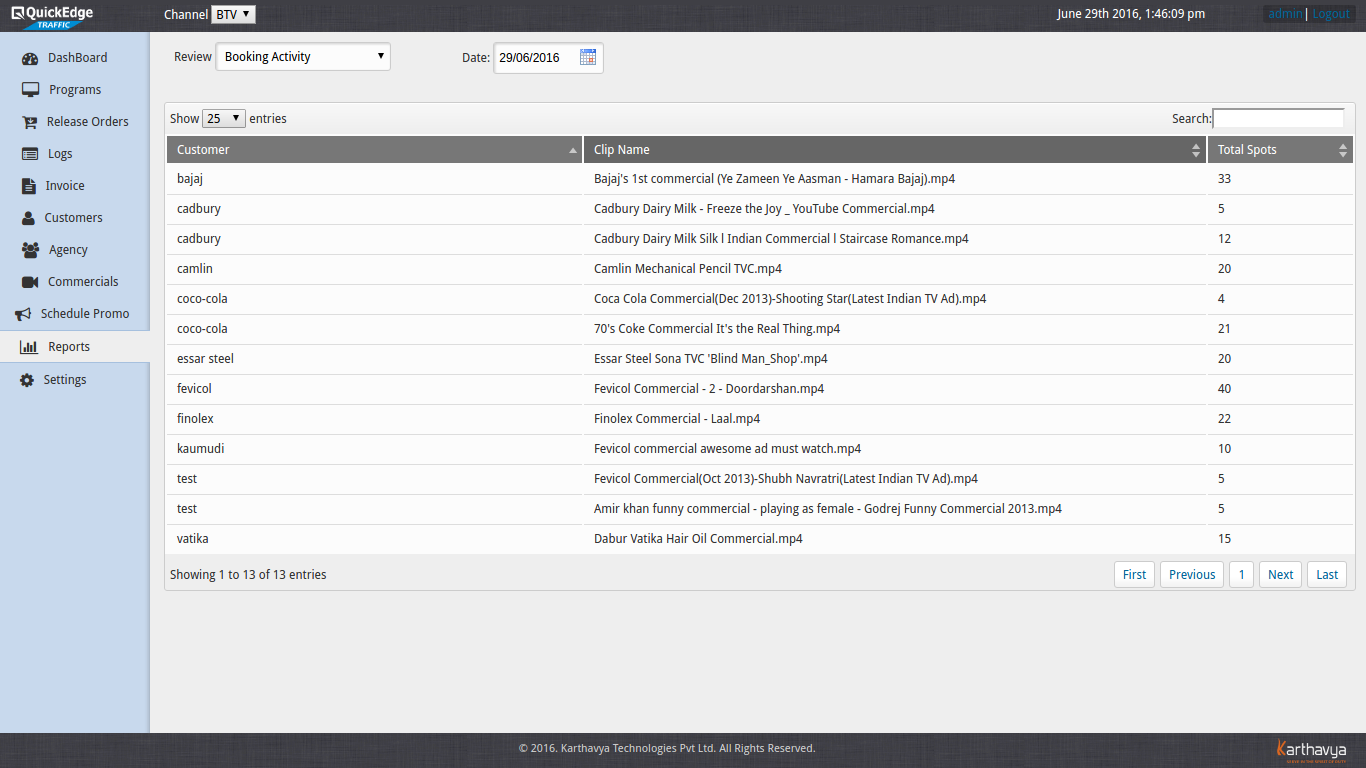 QuickEdge
TRAFFIC
Channel BTV
June 29th 2016, 1:46:09 pm
admin | Logout
DashBoard
Programs
Release Orders
Logs
Invoice
Customers
Agency
Commercials
Schedule Promo
Reports
Settings
Review Booking Activity
Date: 29/06/2016
Show 25 entries
Search:
Customer Clip Name Total Spots
bajaj Bajaj's 1st commercial (Ye Zameen Ye Aasman - Hamara Bajaj).mp4 33
cadbury Cadbury Dairy Milk - Freeze the Joy _ YouTube Commercial.mp4 5
cadbury Cadbury Dairy Milk Silk l Indian Commercial l Staircase Romance.mp4 12
camlin Camlin Mechanical Pencil TVC.mp4 20
coco-cola Coca Cola Commercial(Dec 2013)-Shooting Star(Latest Indian TV Ad).mp4 4
coco-cola 70's Coke Commercial It's the Real Thing.mp4 21
essar steel Essar Steel Sona TVC 'Blind Man_Shop'.mp4 20
fevicol Fevicol Commercial - 2 - Doordarshan.mp4 40
finolex Finolex Commercial - Laal.mp4 22
kaumudi Fevicol commercial awesome ad must watch.mp4 10
test Fevicol Commercial(Oct 2013)-Shubh Navratri(Latest Indian TV Ad).mp4 5
test Amir khan funny commercial - playing as female - Godrej Funny Commercial 2013.mp4 5
vatika Dabur Vatika Hair Oil Commercial.mp4 15
Showing 1 to 13 of 13 entries
First Previous 1 Next Last
© 2016. Karthavya Technologies Pvt Ltd. All Rights Reserved.
Karthavya